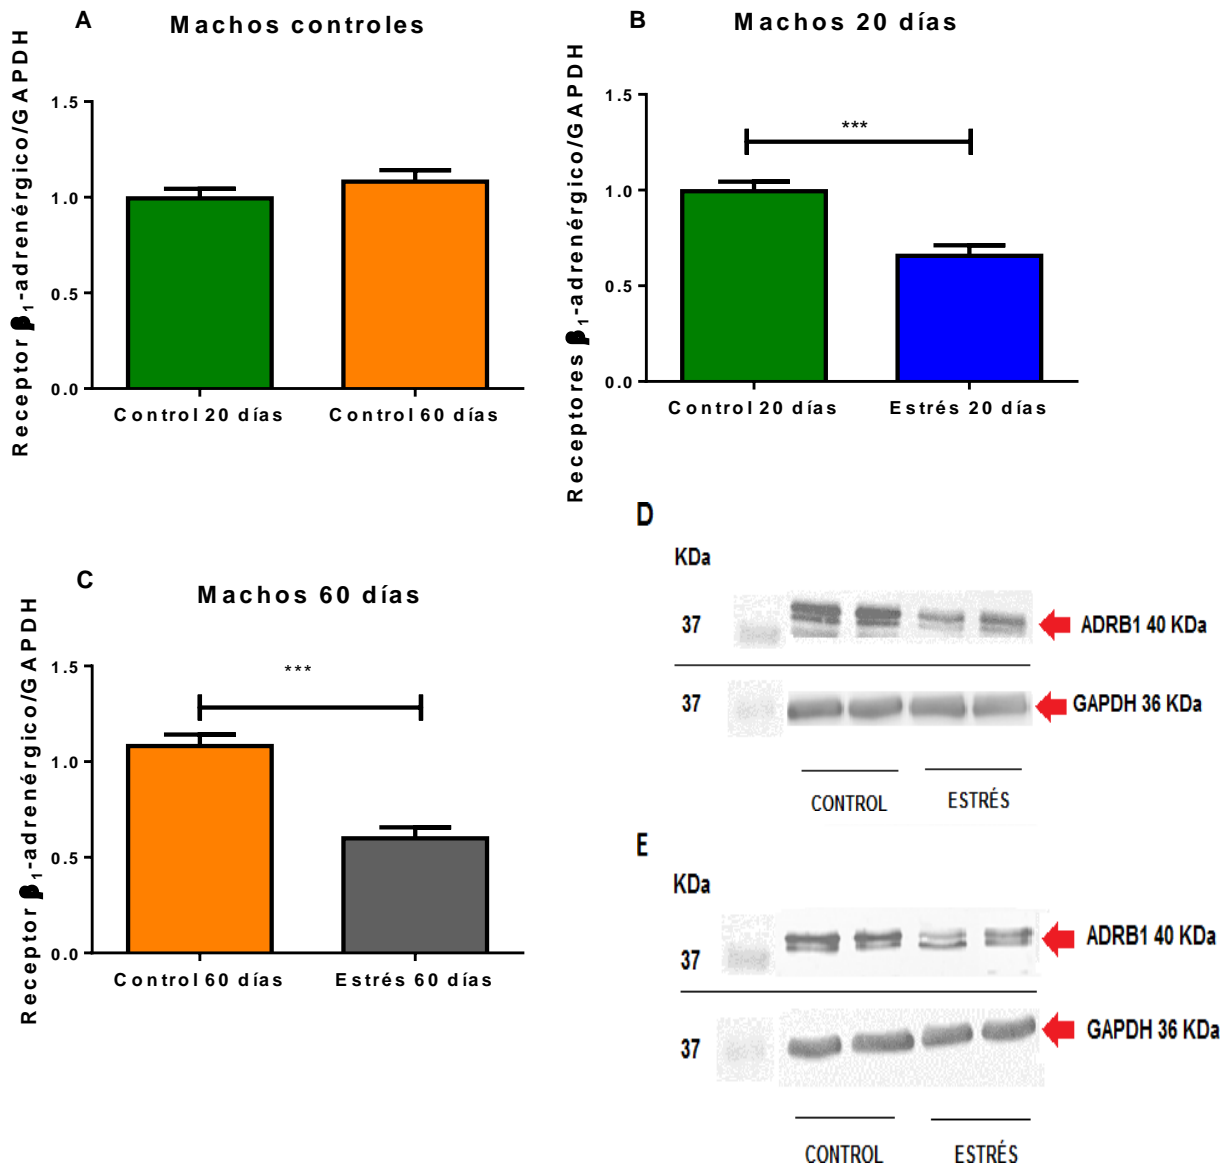 A
Machos controles
Receptor β1-adrenérgico/GAPDH
1.5
1.0
0.5
0.0
Control 20 días
Control 60 días
B
Machos 20 días
Receptores β1-adrenérgico/GAPDH
1.5
1.0
0.5
0.0
***
Control 20 días
Estrés 20 días
C
Machos 60 días
Receptor β1-adrenérgico/GAPDH
1.5
1.0
0.5
0.0
***
Control 60 días
Estrés 60 días
D
KDa
37
ADRB1 40 KDa
37
GAPDH 36 KDa
CONTROL
ESTRÉS
E
KDa
37
ADRB1 40 KDa
37
GAPDH 36 KDa
CONTROL
ESTRÉS